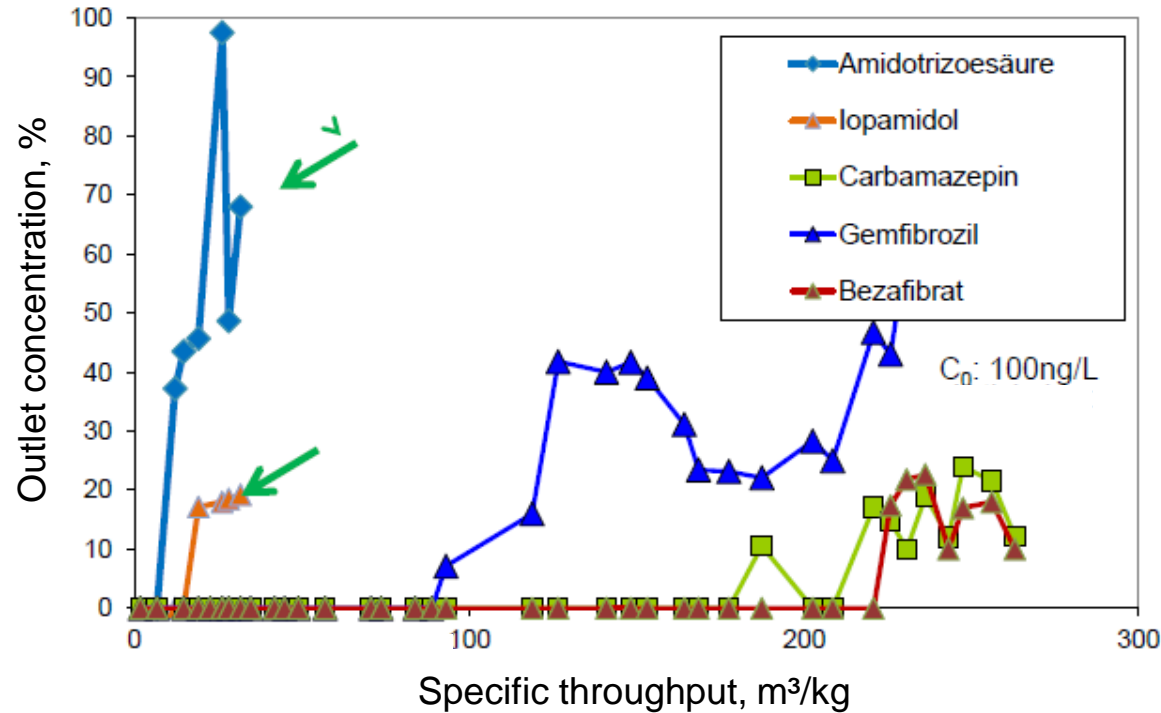 100
90
80
70
60
50
40
30
20
10
0
Outlet concentration, %
Amidotrizoesäure
Iopamidol
Carbamazepin
Gemfibrozil
Bezafibrat
C₀: 100ng/L
0 100 200 300
Specific throughput, m³/kg